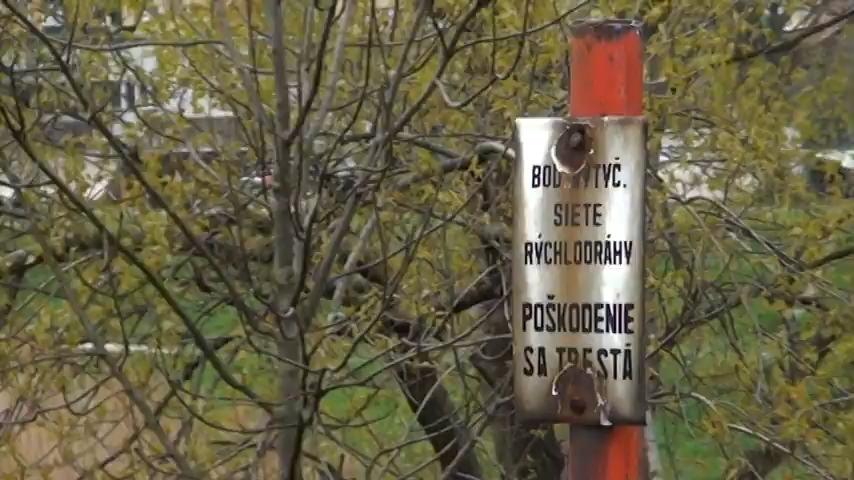 BOD VYTYČ.
SIETE
RÝCHLODRÁHY
POŠKODENIE
SA TRESTÁ